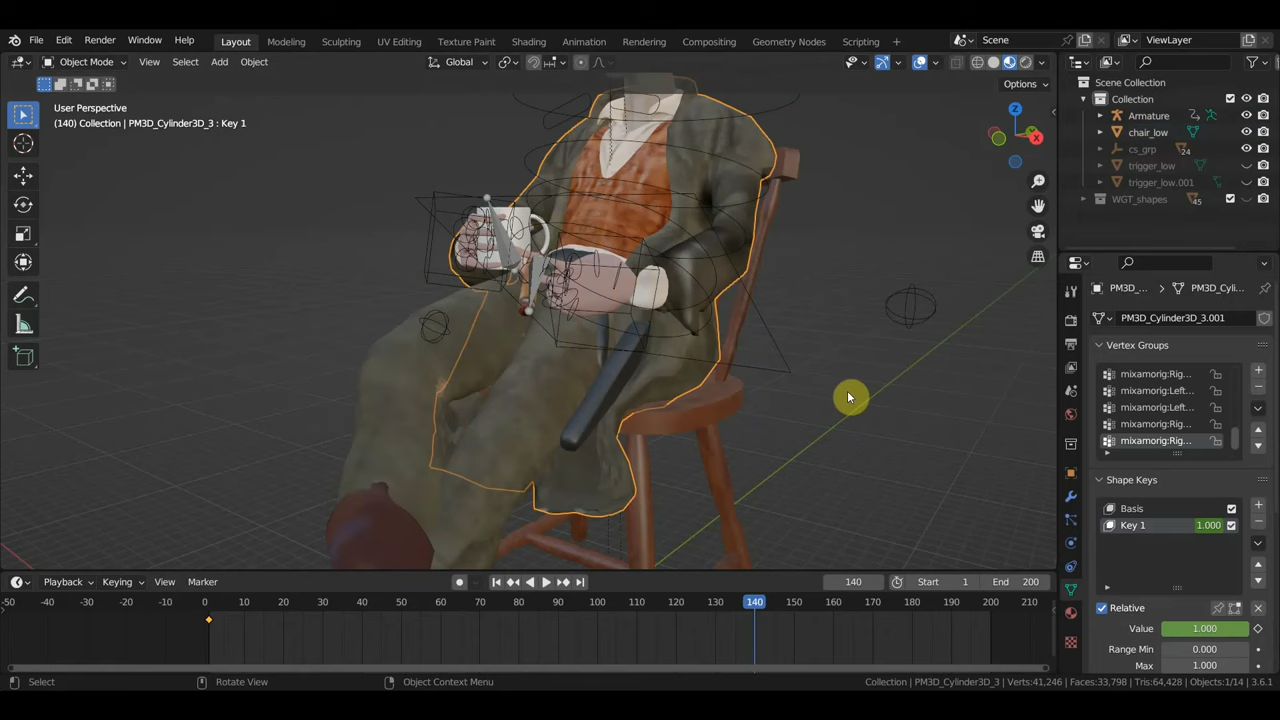 File Edit Render Window Help Layout Modeling Sculpting UV Editing Texture Paint Shading Animation Rendering Compositing Geometry Nodes Scripting + Scene ViewLayer
Object Mode View Select Add Object Global
Options
User Perspective
(140) Collection | PM3D_Cylinder3D_3 : Key 1
Z
X
Scene Collection
Collection
Armature
chair_low
cs_grp 24
trigger_low
trigger_low.001
WGT_shapes 45
PM3D_... > PM3D_Cyli...
PM3D_Cylinder3D_3.001
Vertex Groups
mixamorig:Rig...
mixamorig:Left...
mixamorig:Left...
mixamorig:Rig...
mixamorig:Rig...
Shape Keys
Basis
Key 1 1.000
Relative
Value 1.000
Range Min 0.000
Max 1.000
Playback Keying View Marker 140 Start 1 End 200
-50 -40 -30 -20 -10 0 10 20 30 40 50 60 70 80 90 100 110 120 130 140 150 160 170 180 190 200 210
Select Rotate View Object Context Menu Collection | PM3D_Cylinder3D_3 | Verts:41,246 | Faces:33,798 | Tris:64,428 | Objects:1/14 | 3.6.1